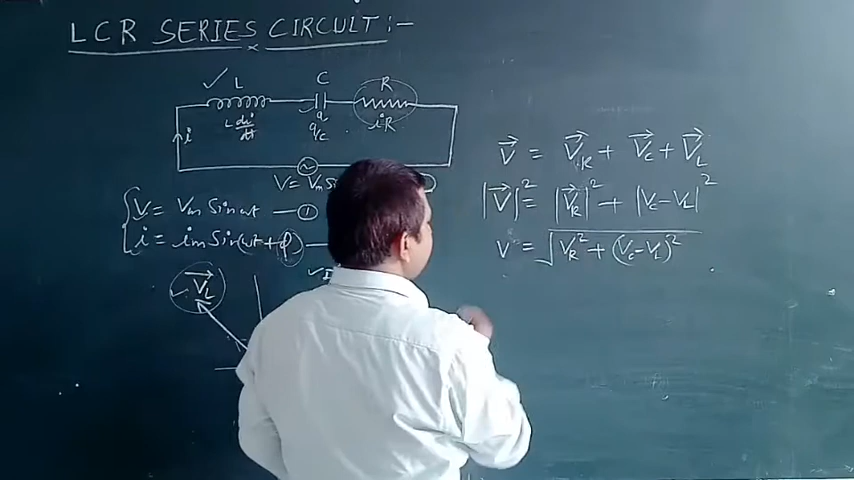 LCR SERIES CIRCUIT :-
L C R
L di/dt q/c iR
q
i
V = Vm Si
V = Vm Sin ωt — ①
i = im Sin(ωt + φ) —
V⃗L
V⃗ = V⃗R + V⃗C + V⃗L
|V⃗|² = |V⃗R|² + |VC - VL|²
V = √VR² + (VC - VL)²